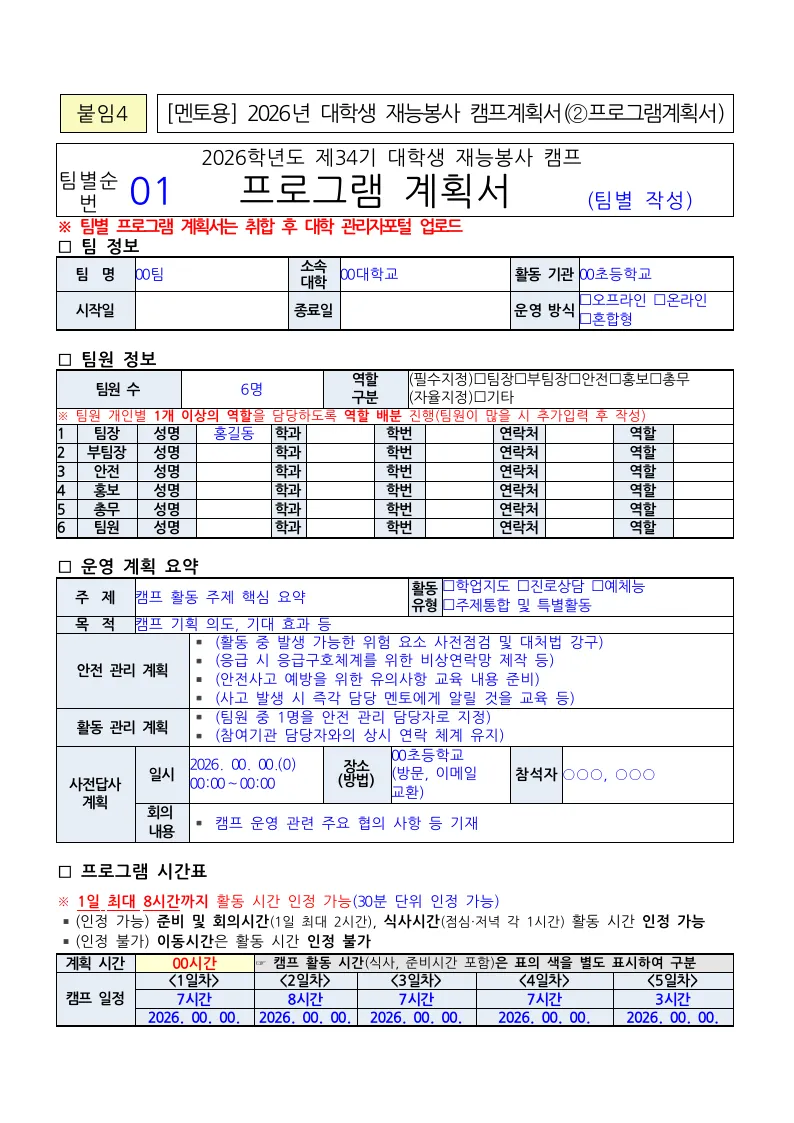 붙임4 [멘토용] 2026년 대학생 재능봉사 캠프계획서(②프로그램계획서)
2026학년도 제34기 대학생 재능봉사 캠프
팀별순번 01 프로그램 계획서 (팀별 작성)
※ 팀별 프로그램 계획서는 취합 후 대학 관리자포털 업로드
□ 팀 정보
팀 명 00팀 소속대학 00대학교 활동 기관 00초등학교
시작일 종료일 운영 방식 □오프라인 □온라인
□혼합형
□ 팀원 정보
팀원 수 6명 역할구분 (필수지정)□팀장□부팀장□안전□홍보□총무
(자율지정)□기타
※ 팀원 개인별 1개 이상의 역할을 담당하도록 역할 배분 진행(팀원이 많을 시 추가입력 후 작성)
1 팀장 성명 홍길동 학과 학번 연락처 역할
2 부팀장 성명 학과 학번 연락처 역할
3 안전 성명 학과 학번 연락처 역할
4 홍보 성명 학과 학번 연락처 역할
5 총무 성명 학과 학번 연락처 역할
6 팀원 성명 학과 학번 연락처 역할
□ 운영 계획 요약
주 제 캠프 활동 주제 핵심 요약 활동유형 □학업지도 □진로상담 □예체능
□주제통합 및 특별활동
목 적 캠프 기획 의도, 기대 효과 등
안전 관리 계획
▪ (활동 중 발생 가능한 위험 요소 사전점검 및 대처법 강구)
▪ (응급 시 응급구호체계를 위한 비상연락망 제작 등)
▪ (안전사고 예방을 위한 유의사항 교육 내용 준비)
▪ (사고 발생 시 즉각 담당 멘토에게 알릴 것을 교육 등)
활동 관리 계획
▪ (팀원 중 1명을 안전 관리 담당자로 지정)
▪ (참여기관 담당자와의 상시 연락 체계 유지)
사전답사
계획
일시 2026. 00. 00.(0)
00:00~00:00
장소
(방법)
00초등학교
(방문, 이메일
교환)
참석자 ○○○, ○○○
회의
내용
▪ 캠프 운영 관련 주요 협의 사항 등 기재
□ 프로그램 시간표
※ 1일 최대 8시간까지 활동 시간 인정 가능(30분 단위 인정 가능)
▪ (인정 가능) 준비 및 회의시간(1일 최대 2시간), 식사시간(점심·저녁 각 1시간) 활동 시간 인정 가능
▪ (인정 불가) 이동시간은 활동 시간 인정 불가
계획 시간 00시간 ☞ 캠프 활동 시간(식사, 준비시간 포함)은 표의 색을 별도 표시하여 구분
캠프 일정 <1일차> <2일차> <3일차> <4일차> <5일차>
7시간 8시간 7시간 7시간 3시간
2026. 00. 00. 2026. 00. 00. 2026. 00. 00. 2026. 00. 00. 2026. 00. 00.